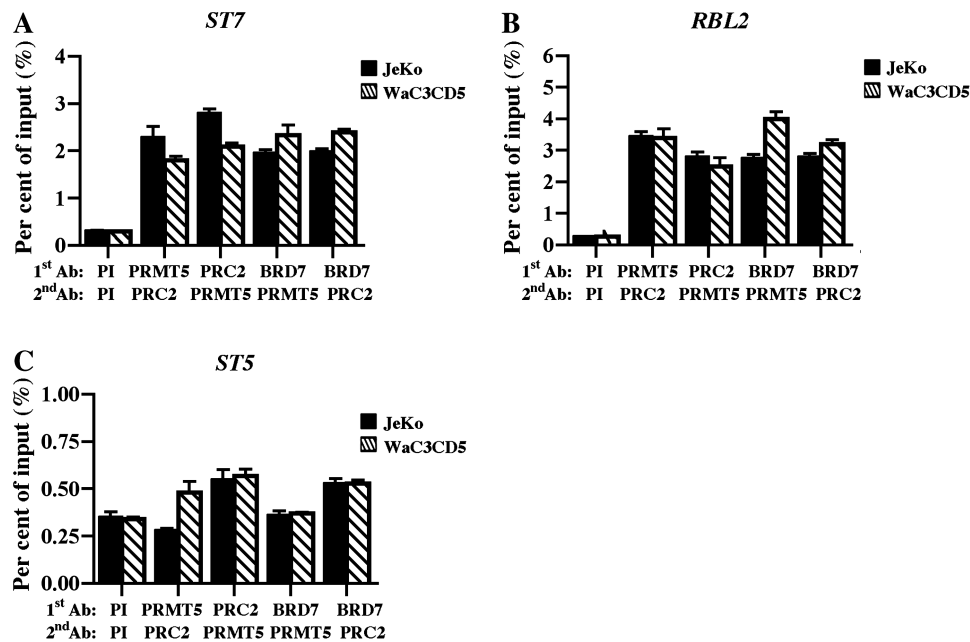 A
ST7
Per cent of input (%)
4
3
2
1
0
JeKo
WaC3CD5
1st Ab: PI PRMT5 PRC2 BRD7 BRD7
2ndAb: PI PRC2 PRMT5 PRMT5 PRC2
B
RBL2
Per cent of input (%)
6
5
4
3
2
1
0
JeKo
WaC3CD5
1st Ab: PI PRMT5 PRC2 BRD7 BRD7
2ndAb: PI PRC2 PRMT5 PRMT5 PRC2
C
ST5
Per cent of input (%)
1.00
0.75
0.50
0.25
0.00
JeKo
WaC3CD5
1st Ab: PI PRMT5 PRC2 BRD7 BRD7
2ndAb: PI PRC2 PRMT5 PRMT5 PRC2